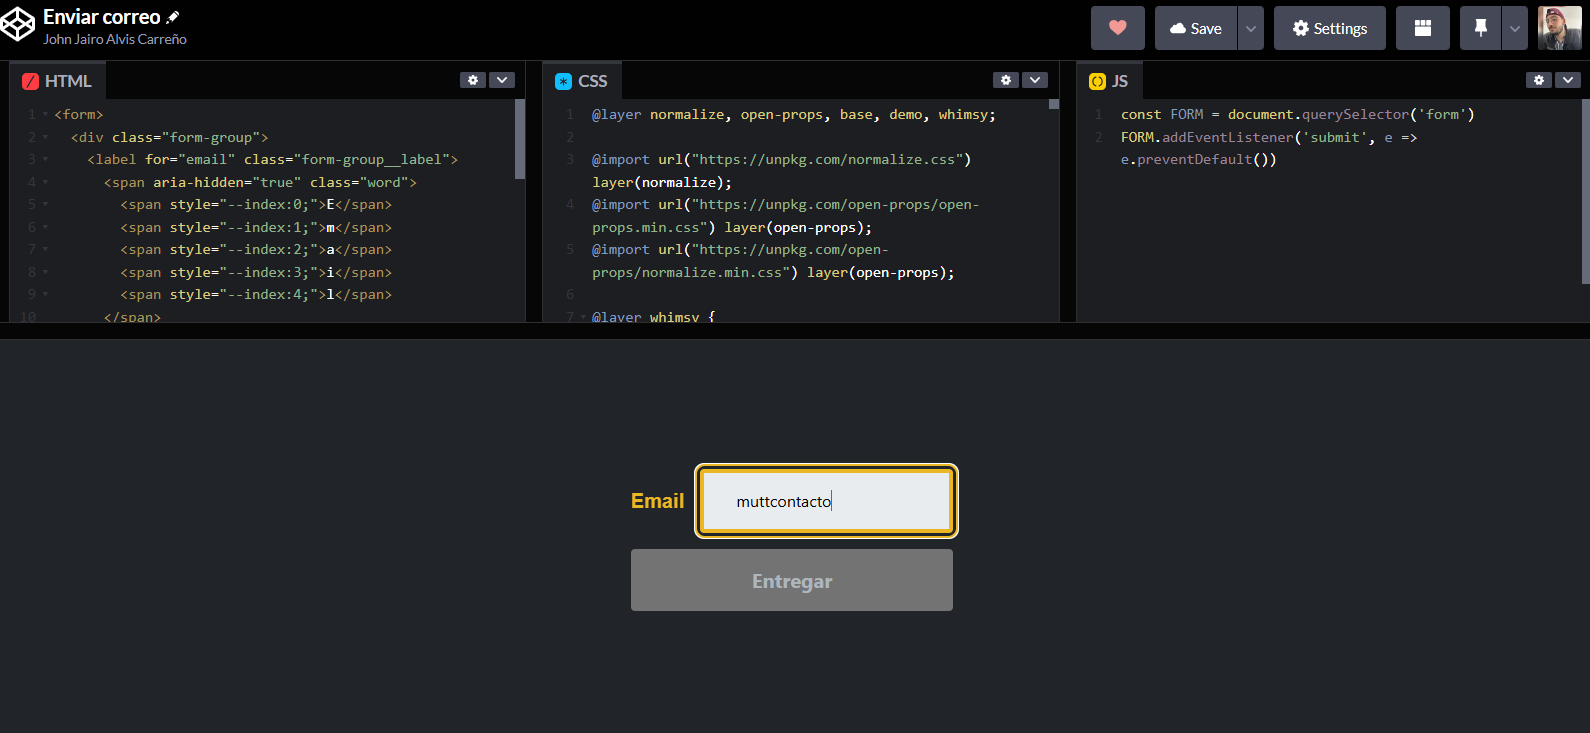 Enviar correo
John Jairo Alvis Carreño
Save
Settings
HTML
1 <form>
2 <div class="form-group">
3 <label for="email" class="form-group__label">
4 <span aria-hidden="true" class="word">
5 <span style="--index:0;">E</span>
6 <span style="--index:1;">m</span>
7 <span style="--index:2;">a</span>
8 <span style="--index:3;">i</span>
9 <span style="--index:4;">l</span>
10 </span>
CSS
1 @layer normalize, open-props, base, demo, whimsy;
2
3 @import url("https://unpkg.com/normalize.css")
layer(normalize);
4 @import url("https://unpkg.com/open-props/open-
props.min.css") layer(open-props);
5 @import url("https://unpkg.com/open-
props/normalize.min.css") layer(open-props);
6
7 @layer whimsy {
JS
1 const FORM = document.querySelector('form')
2 FORM.addEventListener('submit', e =>
e.preventDefault())
Email
muttcontacto
Entregar